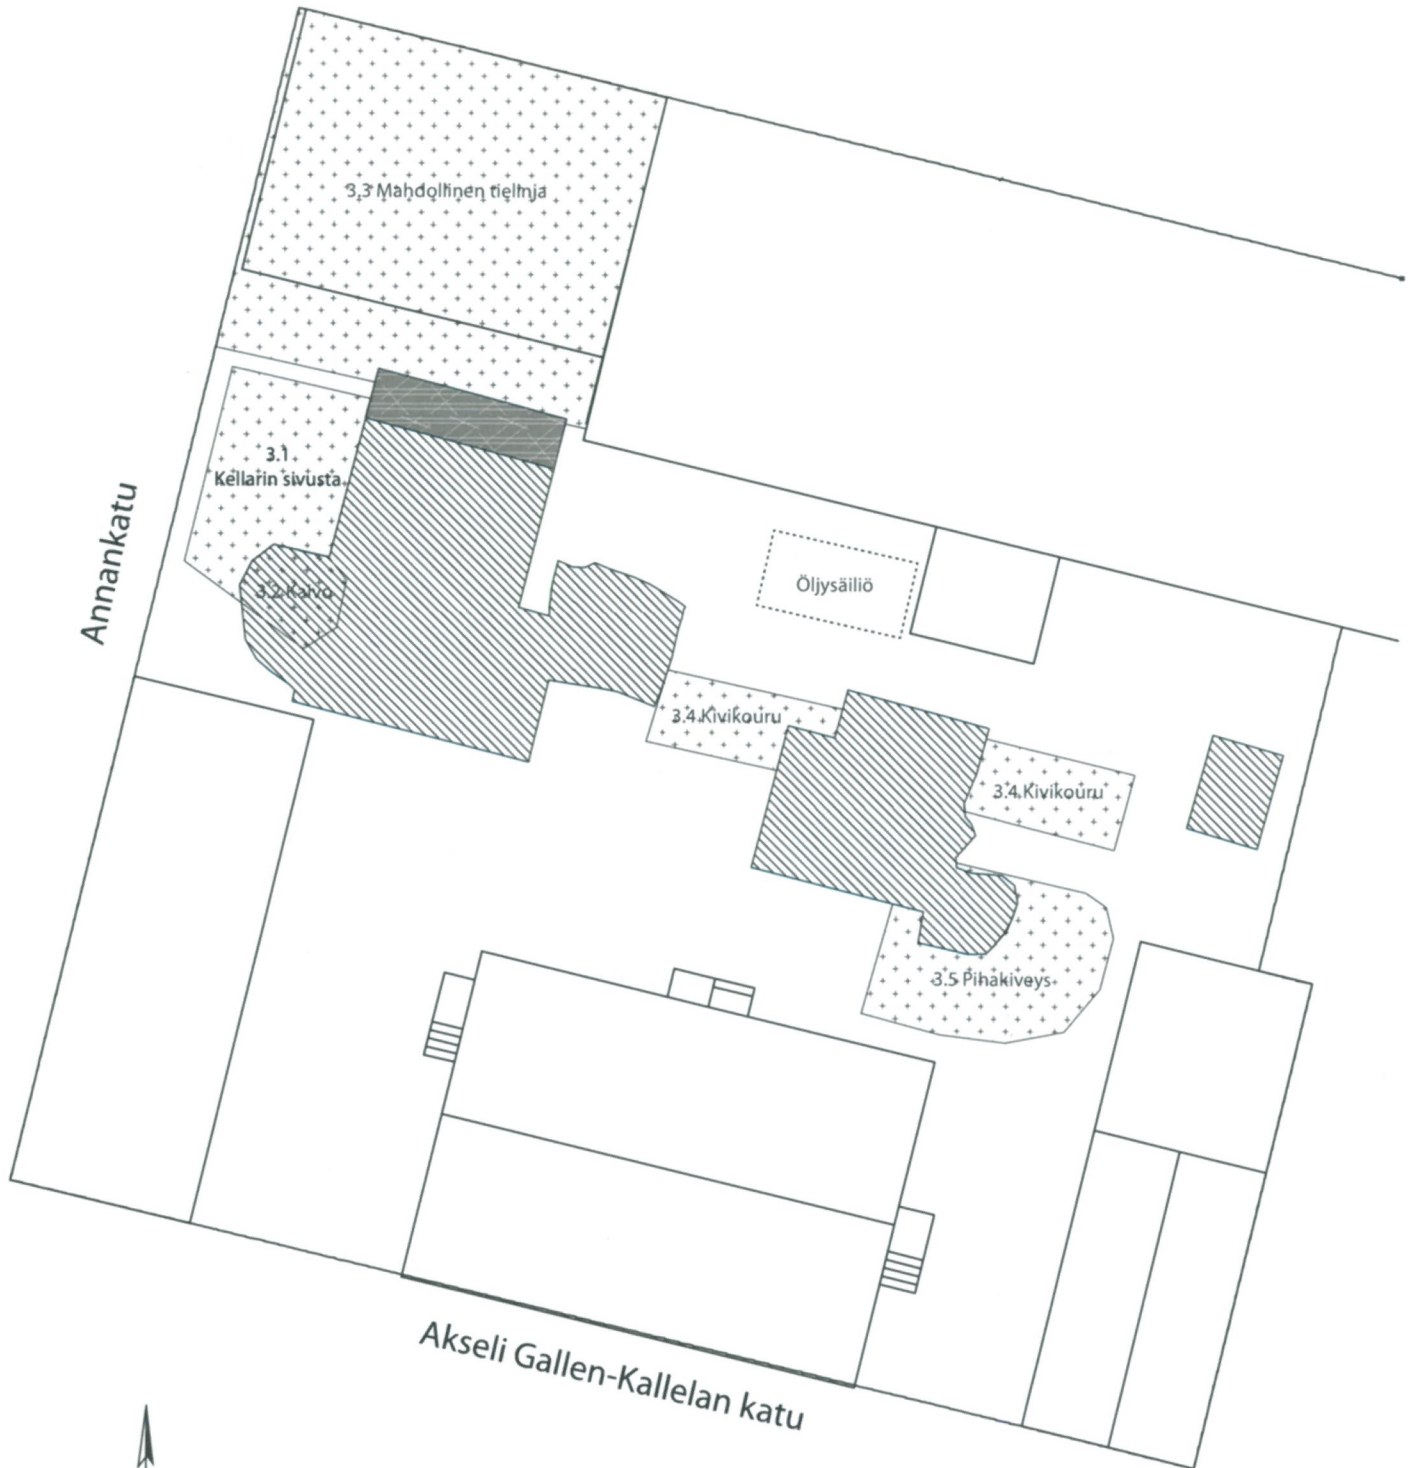 3.3 Mahdollinen tielinja
3.1
Kellarin sivusta
3.2 Kaivo
Annankatu
Öljysäiliö
3.4 Kivikouru
3.4 Kivikouru
3.5 Pihakiveys
Akseli Gallen-Kallelan katu